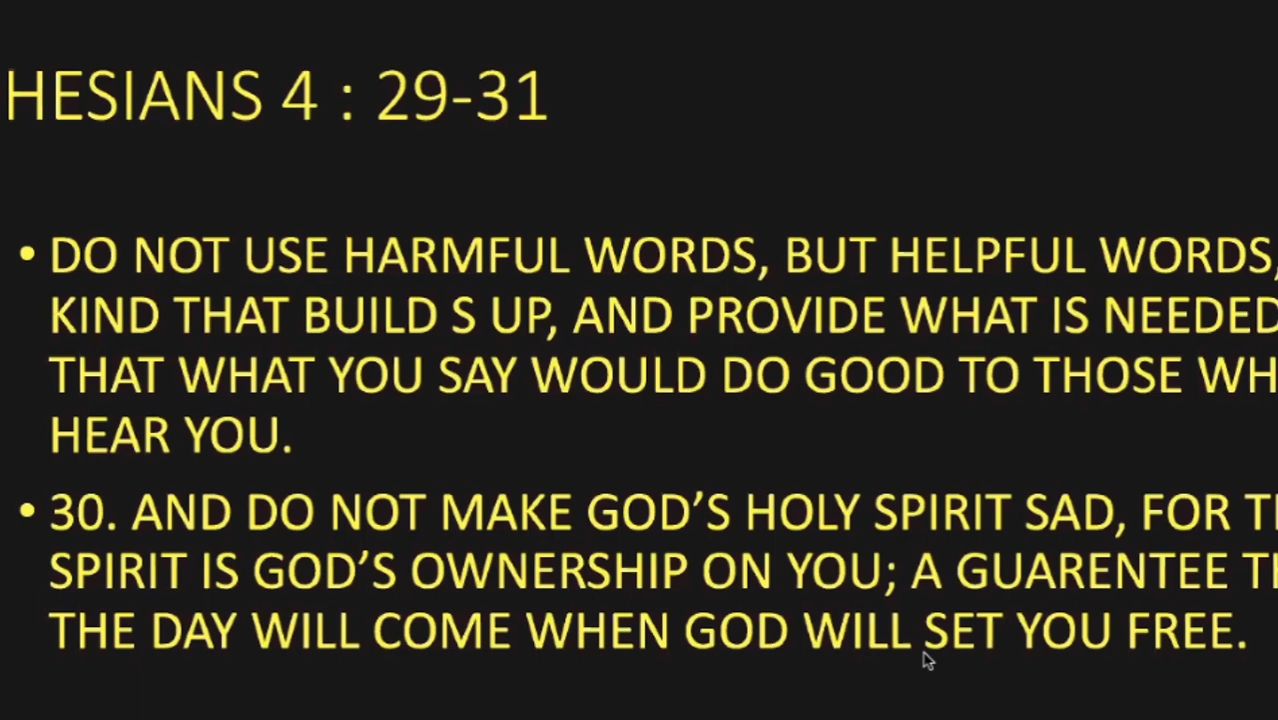 HESIANS 4 : 29-31
• DO NOT USE HARMFUL WORDS, BUT HELPFUL WORDS,
KIND THAT BUILD S UP, AND PROVIDE WHAT IS NEEDED
THAT WHAT YOU SAY WOULD DO GOOD TO THOSE WH
HEAR YOU.
• 30. AND DO NOT MAKE GOD’S HOLY SPIRIT SAD, FOR TH
SPIRIT IS GOD’S OWNERSHIP ON YOU; A GUARENTEE TH
THE DAY WILL COME WHEN GOD WILL SET YOU FREE.